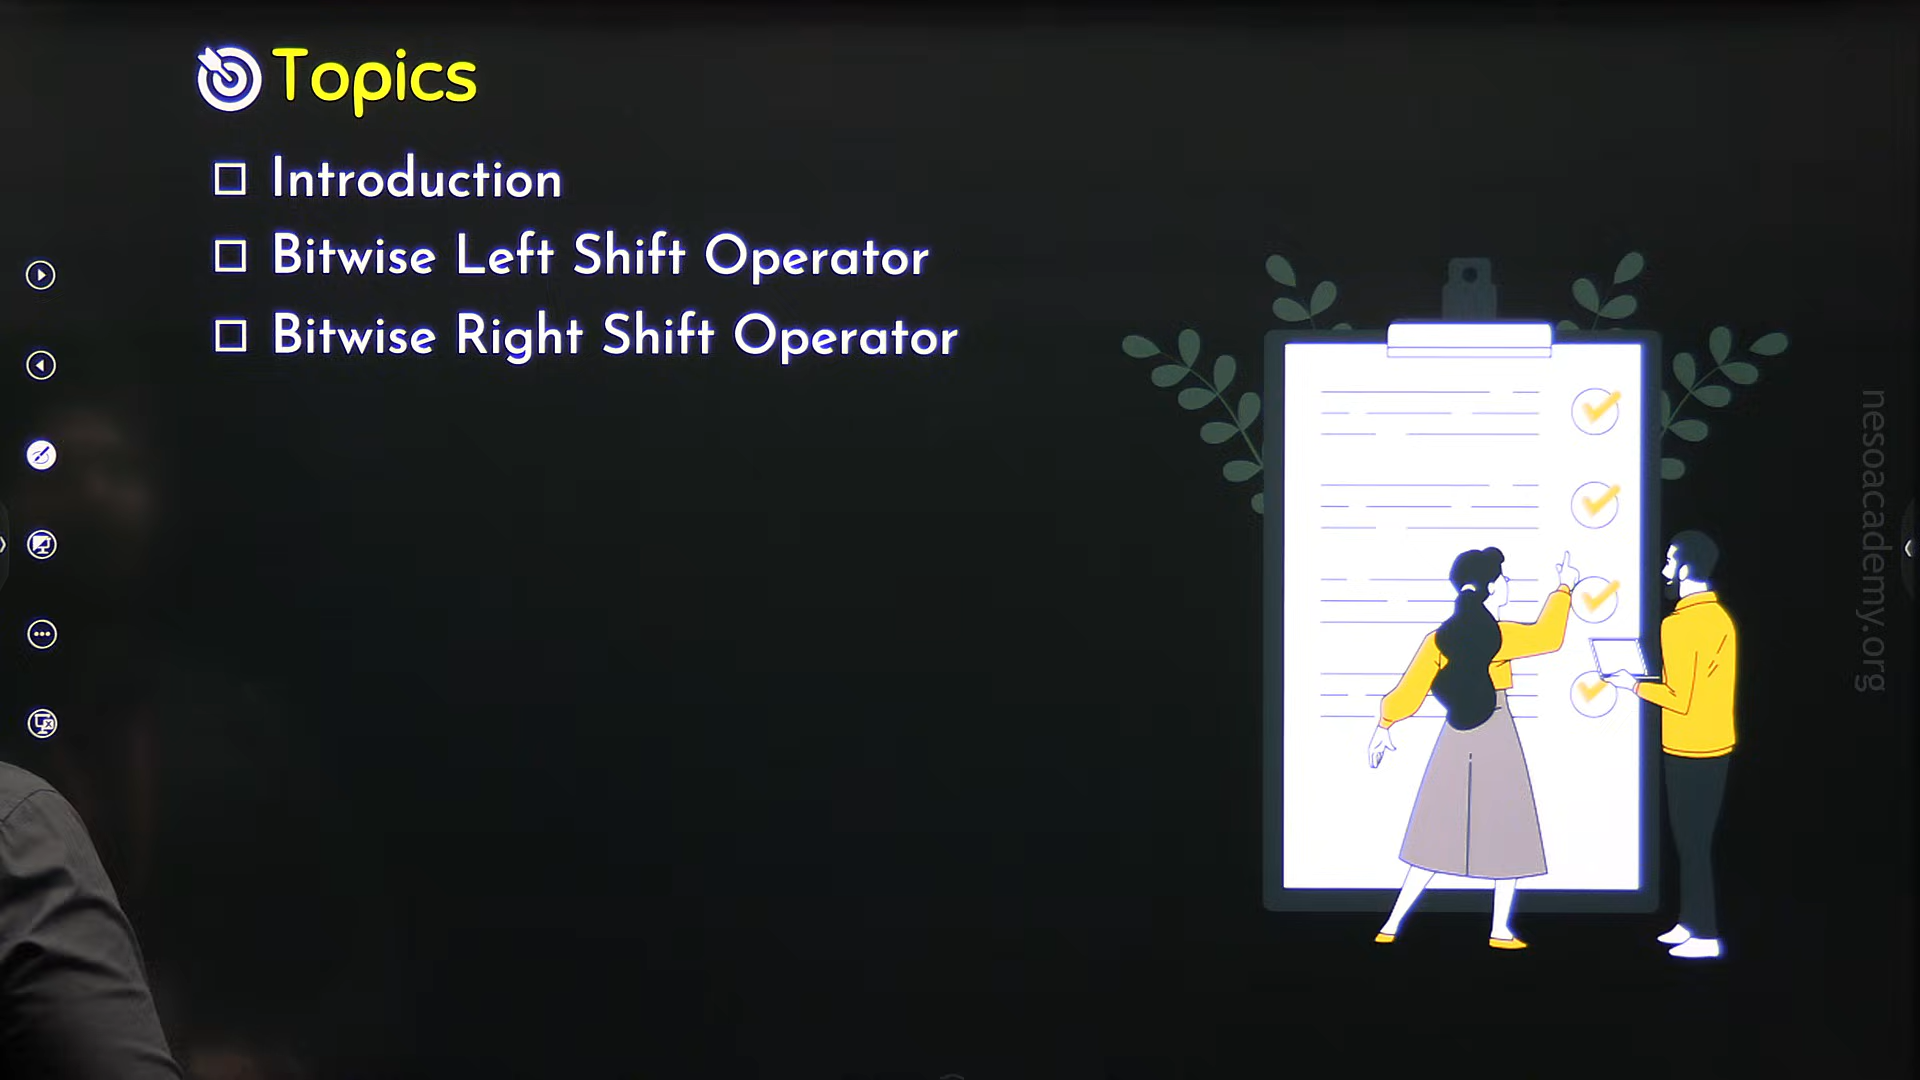 Topics
Introduction
Bitwise Left Shift Operator
Bitwise Right Shift Operator
nesoacademy.org